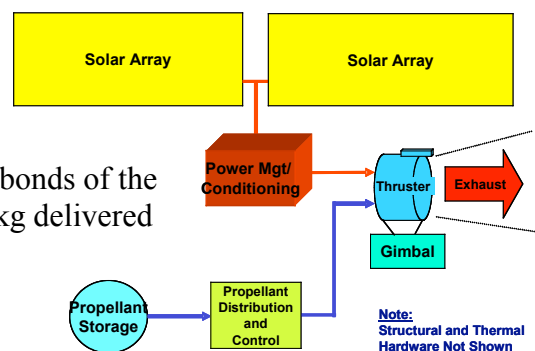 Solar Array
Solar Array
bonds of the
kg delivered
Power Mgt/
Conditioning
Thruster
Exhaust
Gimbal
Propellant
Storage
Propellant
Distribution
and
Control
Note:
Structural and Thermal
Hardware Not Shown